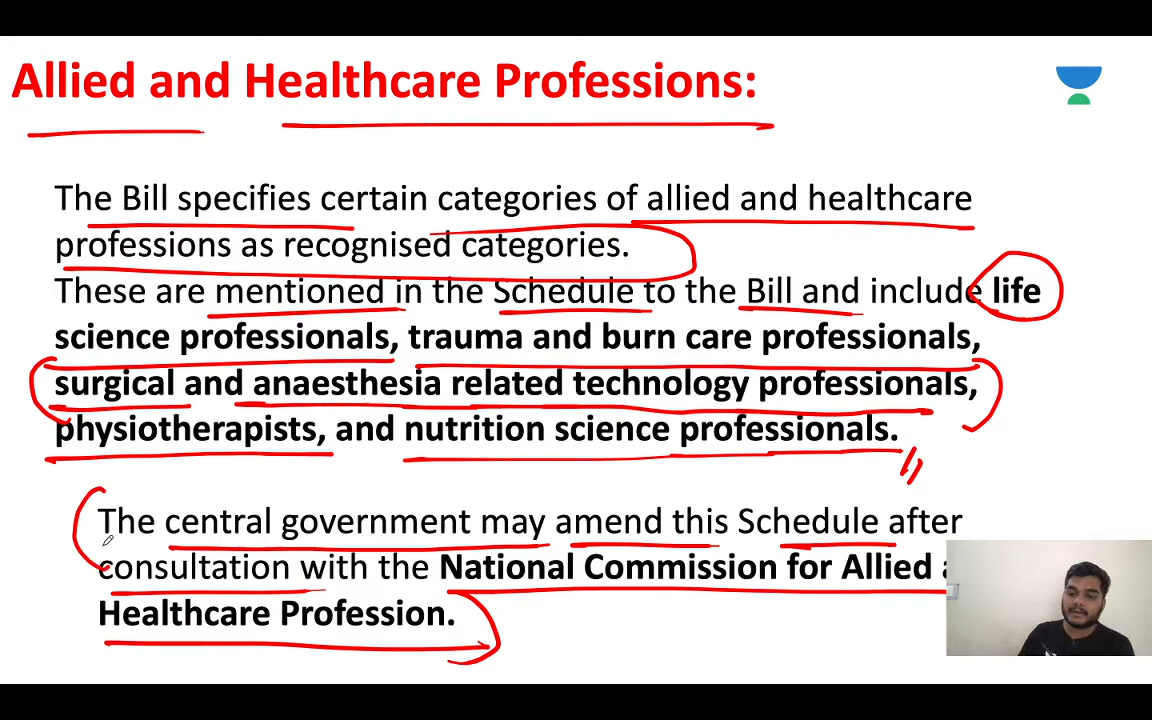 Allied and Healthcare Professions:
The Bill specifies certain categories of allied and healthcare
professions as recognised categories.
These are mentioned in the Schedule to the Bill and include life
science professionals, trauma and burn care professionals,
surgical and anaesthesia related technology professionals,
physiotherapists, and nutrition science professionals.
The central government may amend this Schedule after
consultation with the National Commission for Allied
Healthcare Profession.